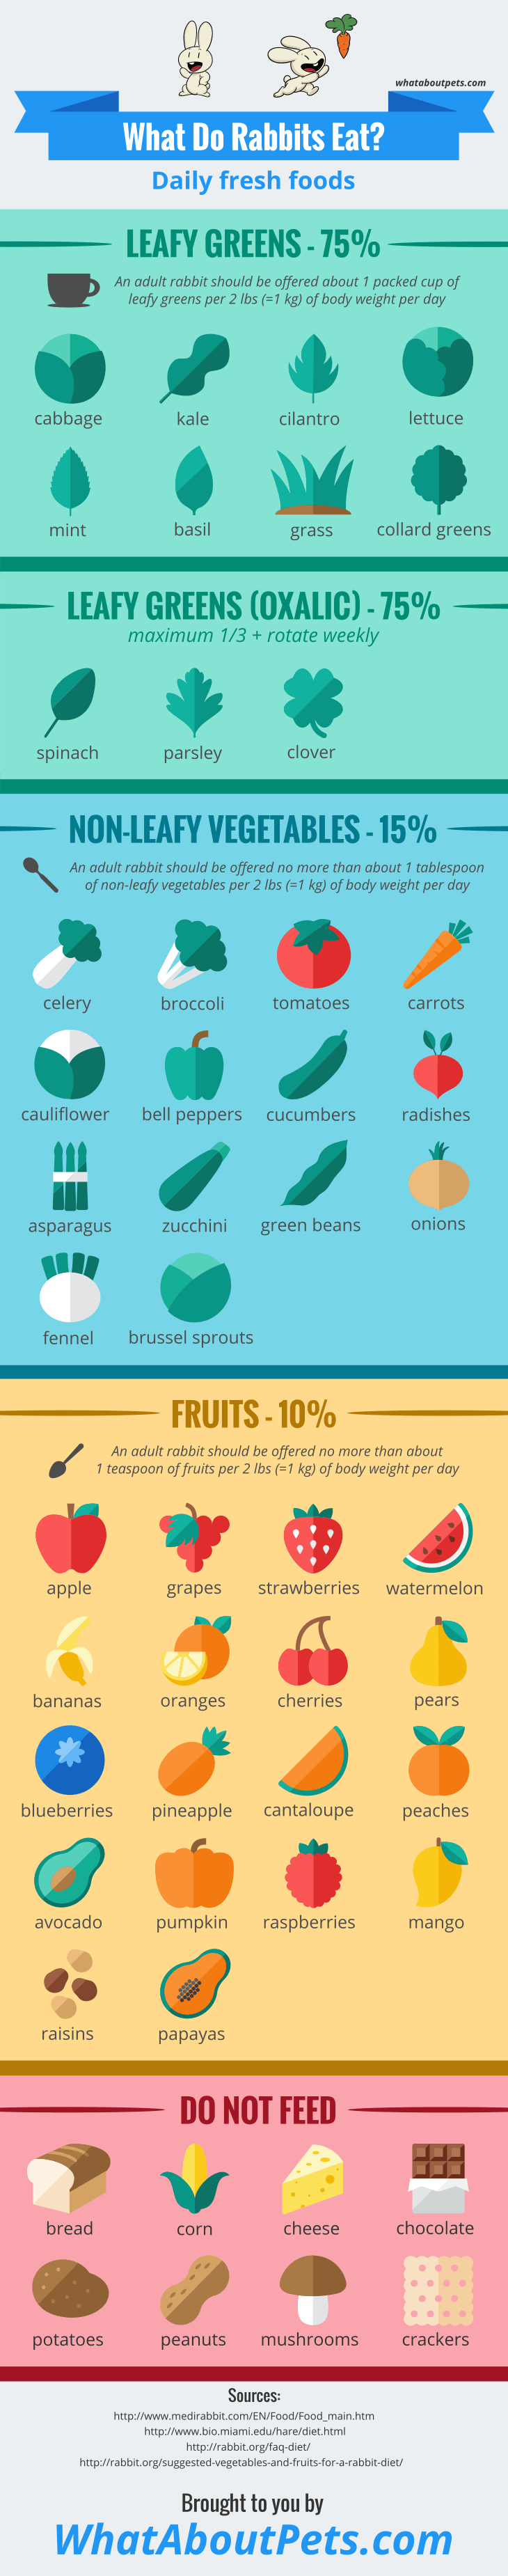 whataboutpets.com
What Do Rabbits Eat?
Daily fresh foods
LEAFY GREENS - 75%
An adult rabbit should be offered about 1 packed cup of
leafy greens per 2 lbs (=1 kg) of body weight per day
cabbage kale cilantro lettuce
mint basil grass collard greens
LEAFY GREENS (OXALIC) - 75%
maximum 1/3 + rotate weekly
spinach parsley clover
NON-LEAFY VEGETABLES - 15%
An adult rabbit should be offered no more than about 1 tablespoon
of non-leafy vegetables per 2 lbs (=1 kg) of body weight per day
celery broccoli tomatoes carrots
cauliflower bell peppers cucumbers radishes
asparagus zucchini green beans onions
fennel brussel sprouts
FRUITS - 10%
An adult rabbit should be offered no more than about
1 teaspoon of fruits per 2 lbs (=1 kg) of body weight per day
apple grapes strawberries watermelon
bananas oranges cherries pears
blueberries pineapple cantaloupe peaches
avocado pumpkin raspberries mango
raisins papayas
DO NOT FEED
bread corn cheese chocolate
potatoes peanuts mushrooms crackers
Sources:
http://www.medirabbit.com/EN/Food/Food_main.htm
http://www.bio.miami.edu/hare/diet.html
http://rabbit.org/faq-diet/
http://rabbit.org/suggested-vegetables-and-fruits-for-a-rabbit-diet/
Brought to you by
WhatAboutPets.com